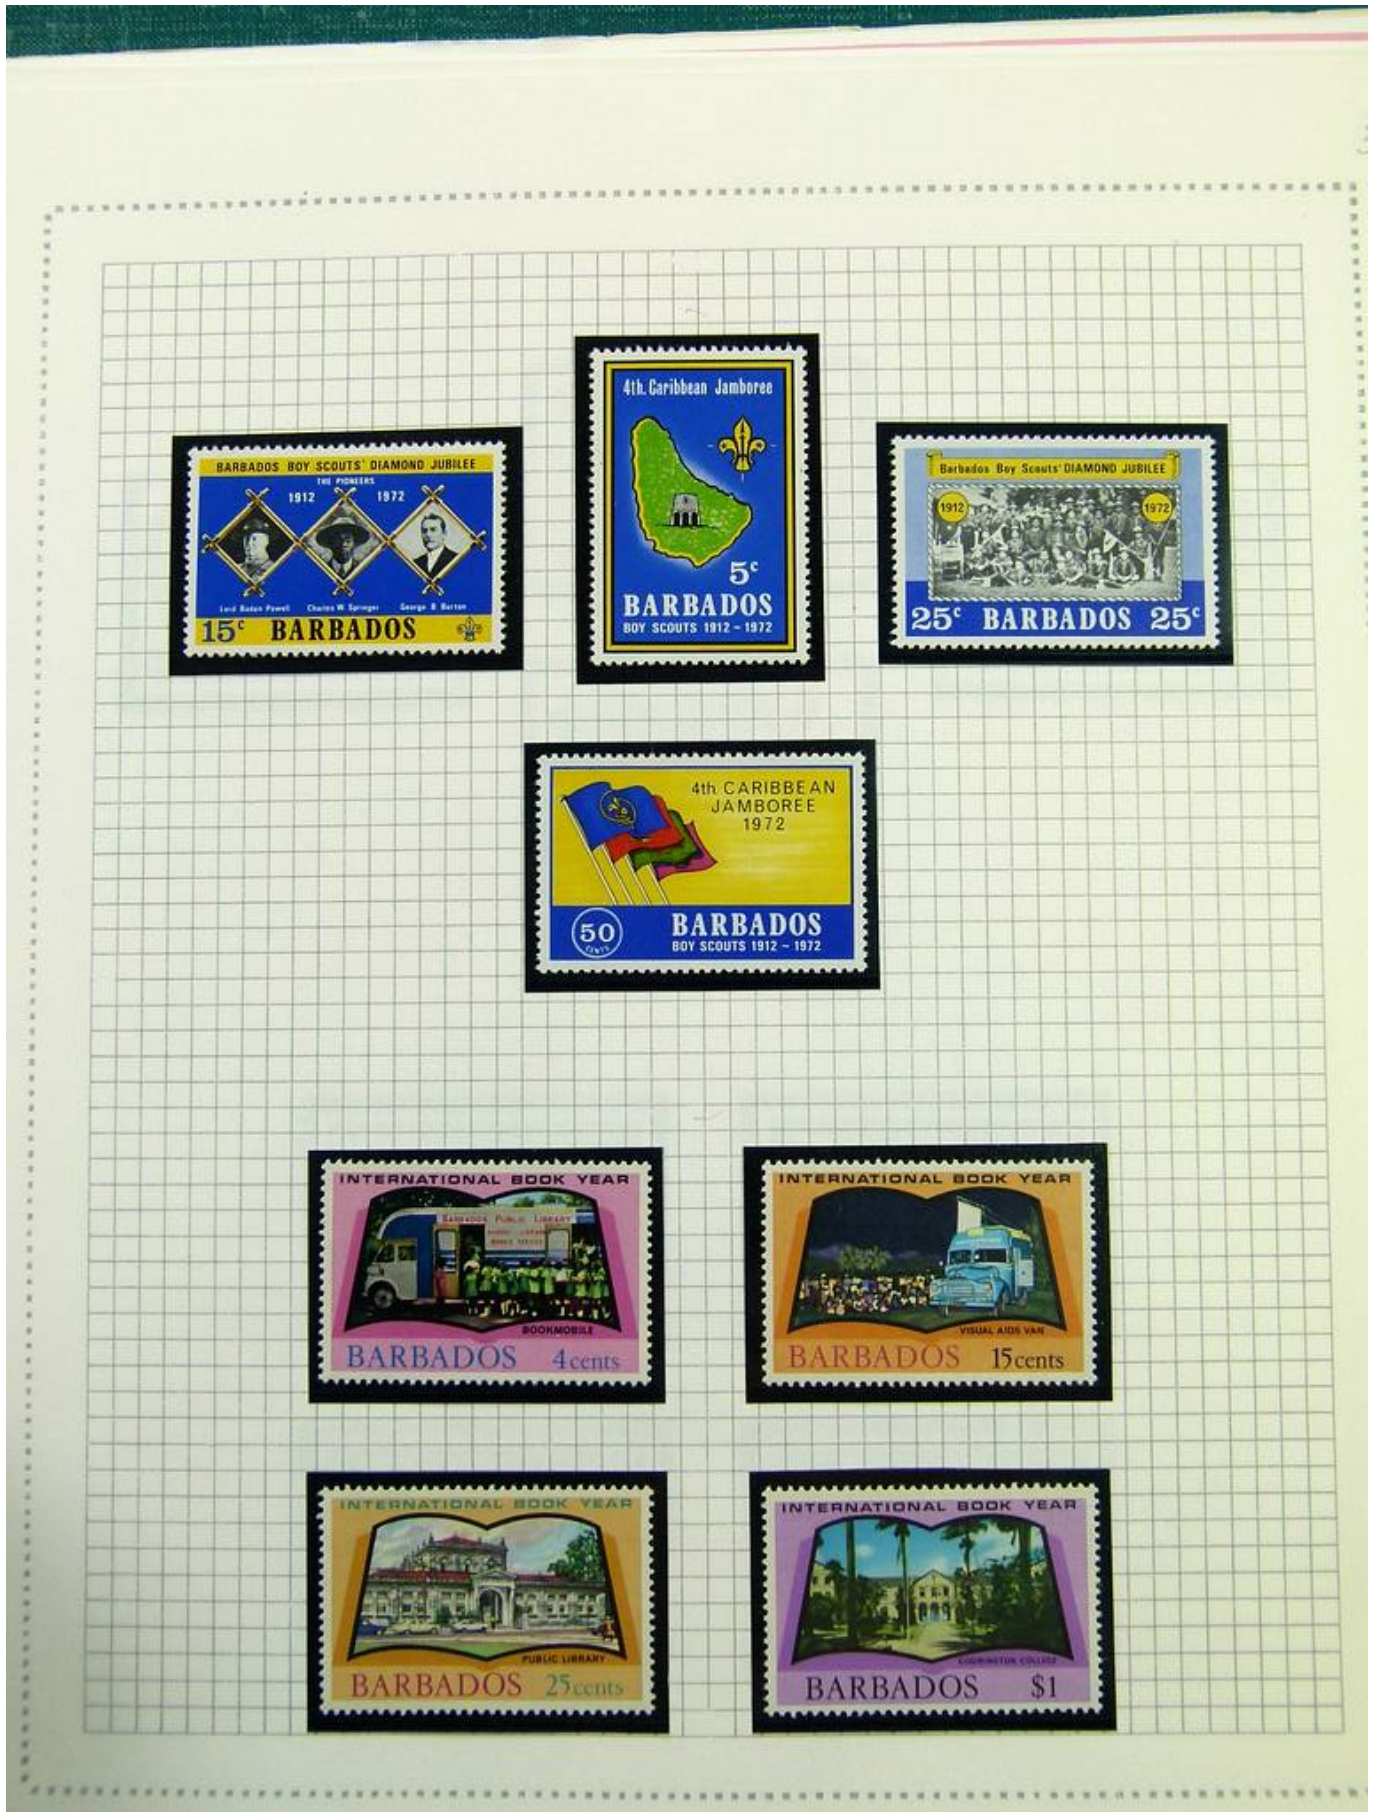 BARBADOS BOY SCOUTS' DIAMOND JUBILEE
THE PIONEERS
1912 1972
Lord Baden Powell Charles W. Springer George B. Burton
15c BARBADOS
4th. Caribbean Jamboree
5c
BARBADOS
BOY SCOUTS 1912 - 1972
Barbados Boy Scouts' DIAMOND JUBILEE
1912 1972
25c BARBADOS 25c
4th CARIBBEAN
JAMBOREE
1972
50 BARBADOS
CENTS BOY SCOUTS 1912 - 1972
INTERNATIONAL BOOK YEAR
BARBADOS PUBLIC LIBRARY
BOOKMOBILE
BARBADOS 4cents
INTERNATIONAL BOOK YEAR
VISUAL AIDS VAN
BARBADOS 15cents
INTERNATIONAL BOOK YEAR
PUBLIC LIBRARY
BARBADOS 25cents
INTERNATIONAL BOOK YEAR
CODRINGTON COLLEGE
BARBADOS $1